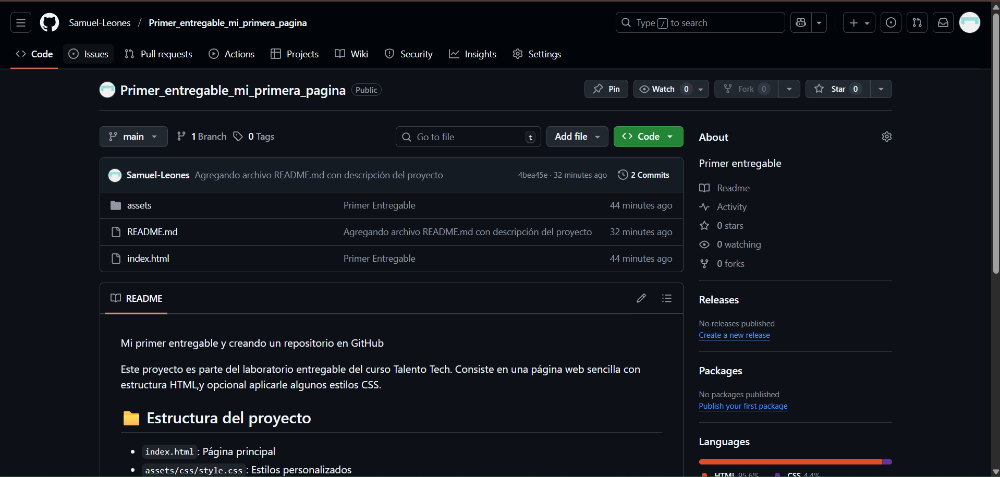 Samuel-Leones / Primer_entregable_mi_primera_pagina
Type / to search
Code Issues Pull requests Actions Projects Wiki Security Insights Settings
Primer_entregable_mi_primera_pagina Public
Pin Watch 0 Fork 0 Star 0
main 1 Branch 0 Tags
Go to file t Add file Code
Samuel-Leones Agregando archivo README.md con descripción del proyecto 4bea45e · 32 minutes ago 2 Commits
assets Primer Entregable 44 minutes ago
README.md Agregando archivo README.md con descripción del proyecto 32 minutes ago
index.html Primer Entregable 44 minutes ago
README
Mi primer entregable y creando un repositorio en GitHub
Este proyecto es parte del laboratorio entregable del curso Talento Tech. Consiste en una página web sencilla con
estructura HTML,y opcional aplicarle algunos estilos CSS.
Estructura del proyecto
index.html : Página principal
assets/css/style.css : Estilos personalizados
About
Primer entregable
Readme
Activity
0 stars
0 watching
0 forks
Releases
No releases published
Create a new release
Packages
No packages published
Publish your first package
Languages
HTML 95.6% CSS 4.4%